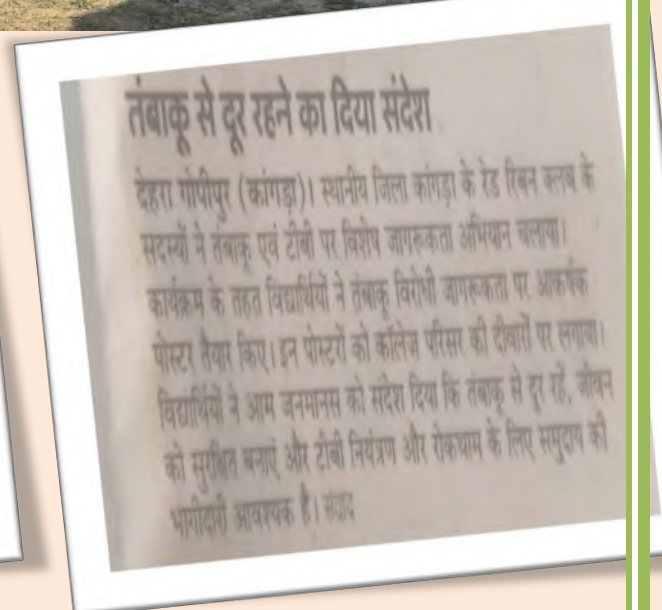 तंबाकू से दूर रहने का दिया संदेश
देहरा गोपीपुर (कांगड़ा)। स्थानीय जिला कांगड़ा के रेड रिबन क्लब के
सदस्यों ने तंबाकू एवं टीबी पर विशेष जागरूकता अभियान चलाया।
कार्यक्रम के तहत विद्यार्थियों ने तंबाकू विरोधी जागरूकता पर आकर्षक
पोस्टर तैयार किए। इन पोस्टरों को कॉलेज परिसर की दीवारों पर लगाया।
विद्यार्थियों ने आम जनमानस को संदेश दिया कि तंबाकू से दूर रहें, जीवन
को सुरक्षित बनाएं और टीबी नियंत्रण और रोकथाम के लिए समुदाय की
भागीदारी आवश्यक है। संवाद